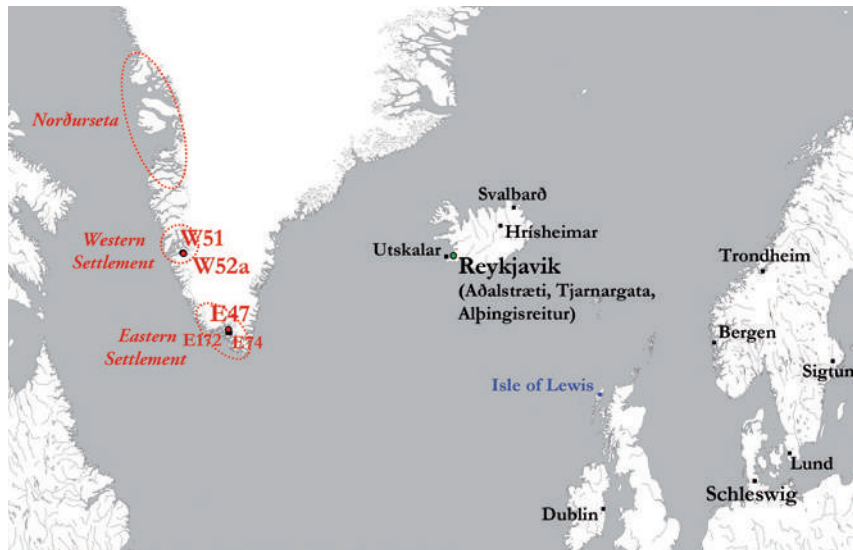 Norðurseta
Western
Settlement
W51
W52a
E47
Eastern
Settlement
E172
E74
Svalbarð
Hrísheimar
Utskalar
Reykjavik
(Aðalstræti, Tjarnargata,
Alþingisreitur)
Isle of Lewis
Dublin
Trondheim
Bergen
Sigtun
Lund
Schleswig